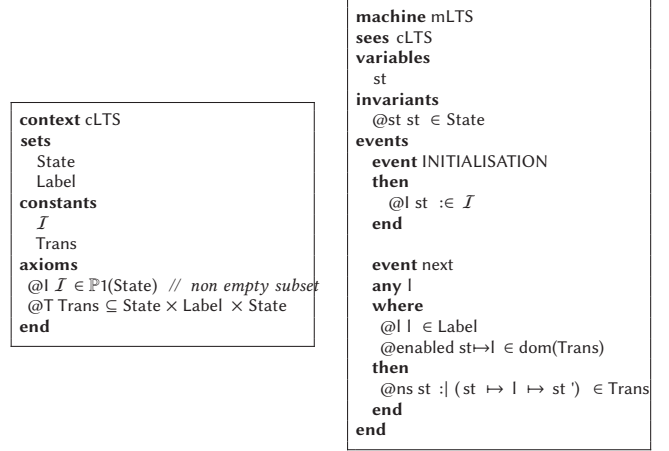 context cLTS
sets
State
Label
constants
ℐ
Trans
axioms
@I ℐ ∈ ℙ1(State) // non empty subset
@T Trans ⊆ State × Label × State
end
machine mLTS
sees cLTS
variables
st
invariants
@st st ∈ State
events
event INITIALISATION
then
@I st :∈ ℐ
end
event next
any l
where
@l l ∈ Label
@enabled st↦l ∈ dom(Trans)
then
@ns st :| ( st ↦ l ↦ st ') ∈ Trans
end
end